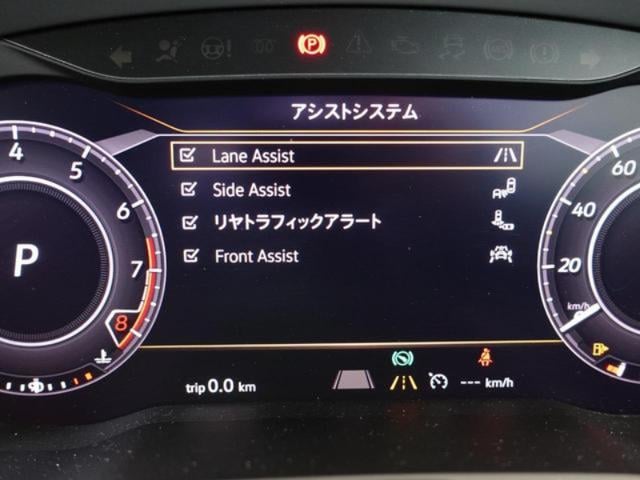 P
アシストシステム
Lane Assist
Side Assist
リヤトラフィックアラート
Front Assist
4
5
6
7
8
P
90
60
40
20
km/h
trip 0.0 km
--- km/h